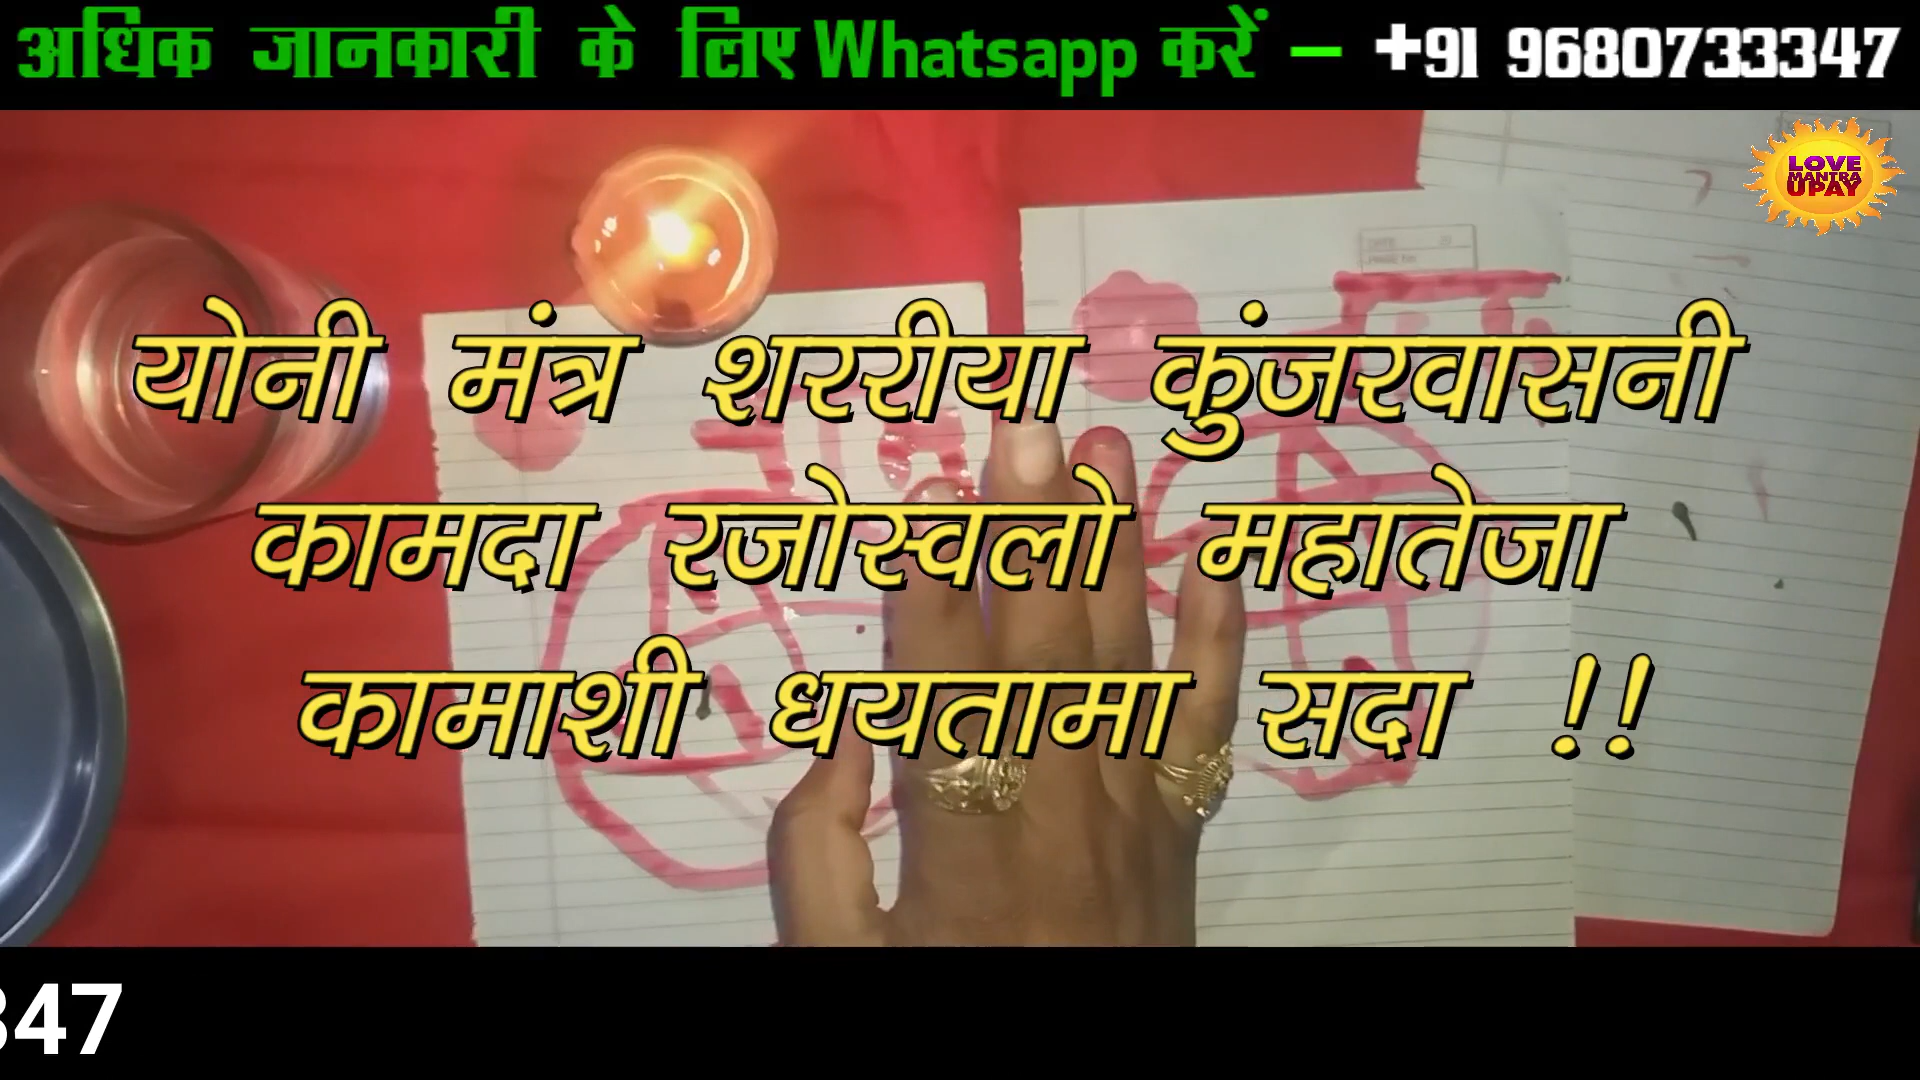 अधिक जानकारी के लिए Whatsapp करें – +91 9680733347
LOVE
MANTRA
UPAY
योनी मंत्र शररीया कुंजरवासनी
कामदा रजोस्वलो महातेजा
कामाशी धयतामा सदा !!
347